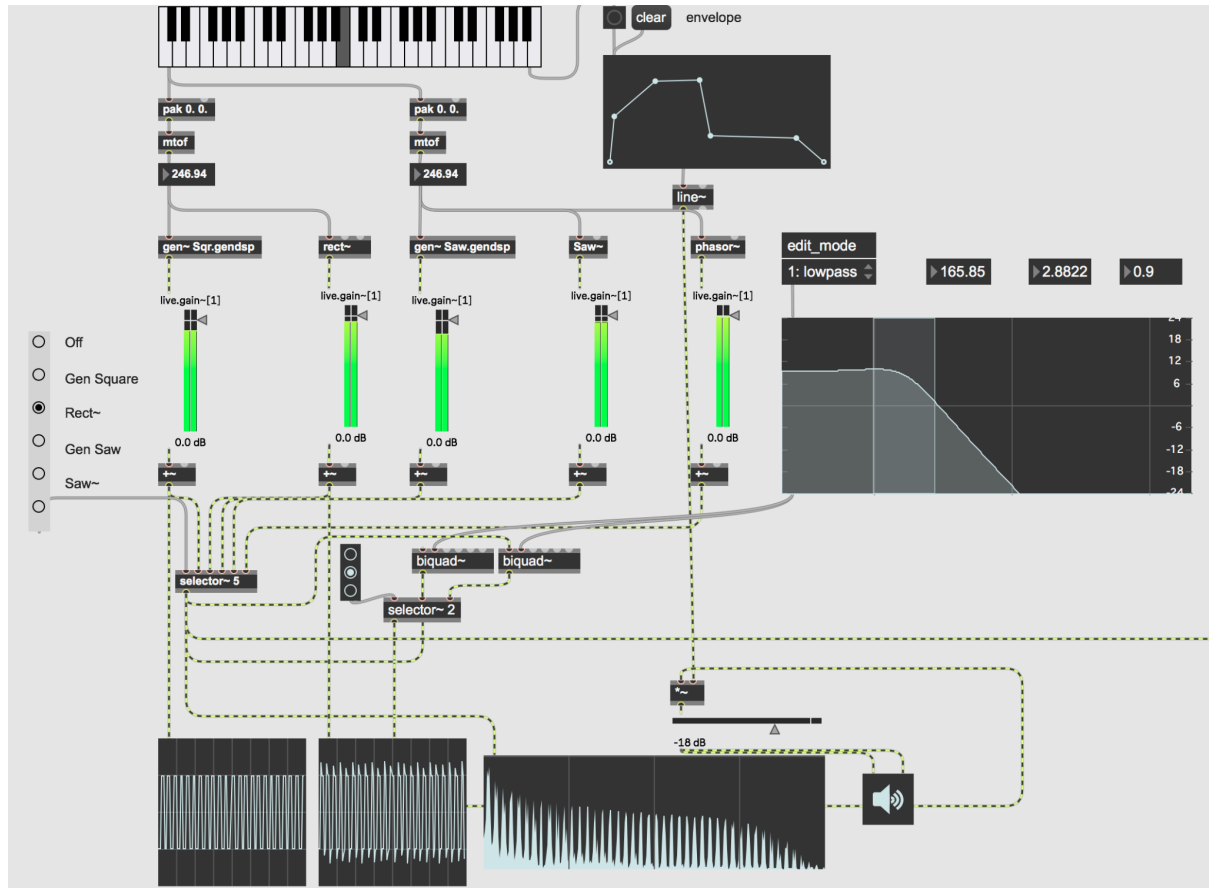 clear
envelope
pak 0. 0.
pak 0. 0.
mtof
mtof
246.94
246.94
line~
gen~ Sqr.gendsp
rect~
gen~ Saw.gendsp
Saw~
phasor~
edit_mode
1: lowpass
165.85
2.8822
0.9
live.gain~[1]
live.gain~[1]
live.gain~[1]
live.gain~[1]
live.gain~[1]
24
18
12
6
-6
-12
-18
-24
Off
Gen Square
Rect~
Gen Saw
Saw~
0.0 dB
0.0 dB
0.0 dB
0.0 dB
0.0 dB
+~
+~
+~
+~
+~
selector~ 5
biquad~
biquad~
selector~ 2
*~
-18 dB